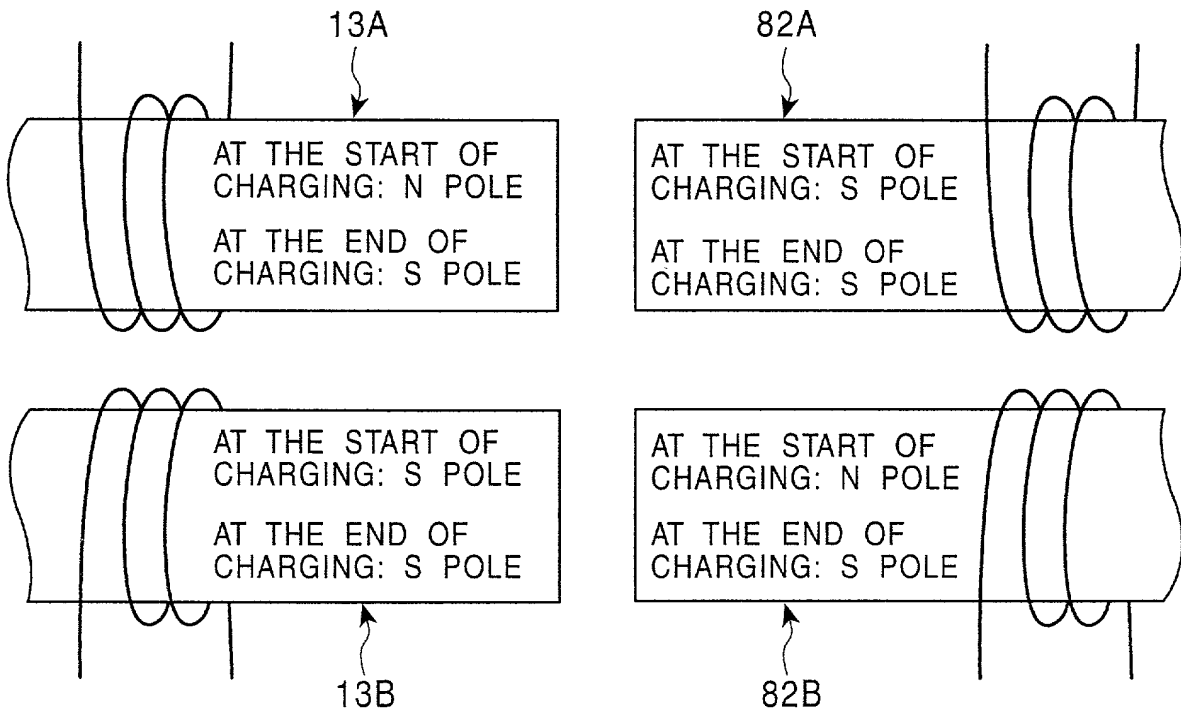 13A
82A
AT THE START OF
CHARGING: N POLE
AT THE END OF
CHARGING: S POLE
AT THE START OF
CHARGING: S POLE
AT THE END OF
CHARGING: S POLE
AT THE START OF
CHARGING: S POLE
AT THE END OF
CHARGING: S POLE
AT THE START OF
CHARGING: N POLE
AT THE END OF
CHARGING: S POLE
13B
82B